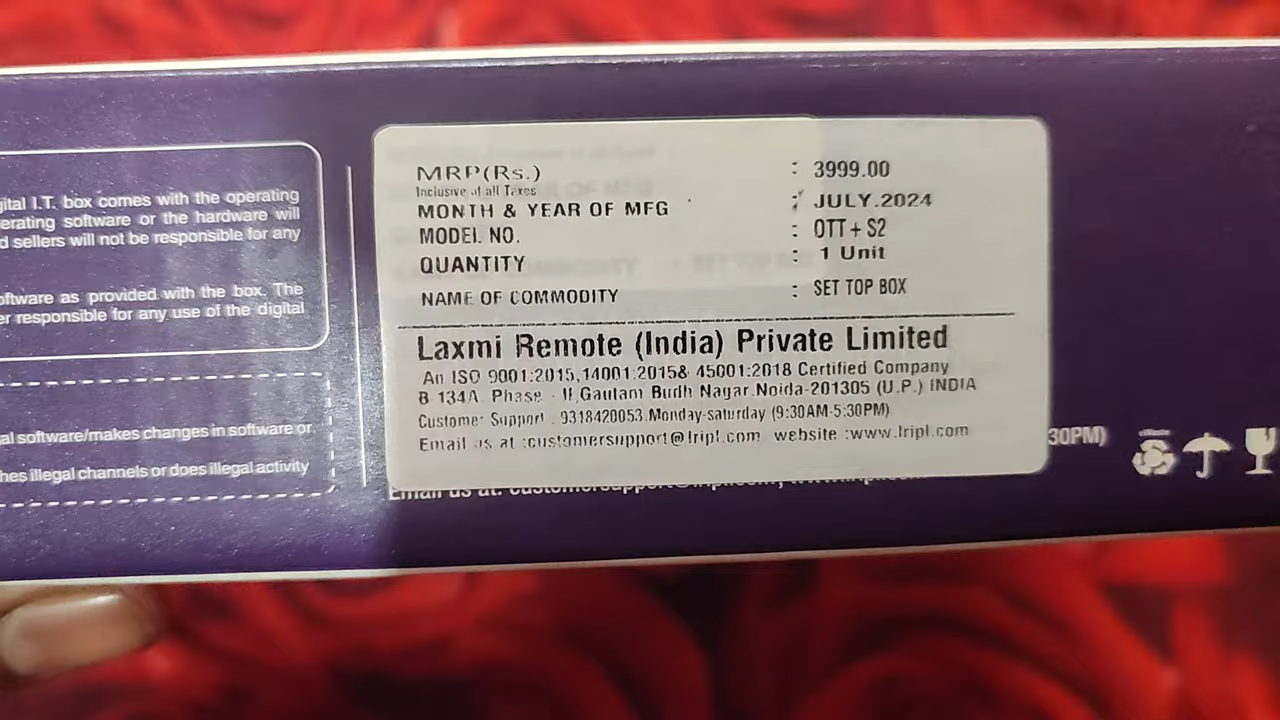 gital I.T. box comes with the operating
erating software or the hardware will
d sellers will not be responsible for any
oftware as provided with the box. The
er responsible for any use of the digital
gal software/makes changes in software or
hes illegal channels or does illegal activity
MRP(Rs.) : 3999.00
Inclusive of all Taxes
MONTH & YEAR OF MFG : JULY.2024
MODEL NO. : OTT+S2
QUANTITY : 1 Unit
NAME OF COMMODITY : SET TOP BOX
Laxmi Remote (India) Private Limited
An ISO 9001:2015,14001:2015& 45001:2018 Certified Company
B 134A Phase - II,Gautam Budh Nagar.Noida-201305 (U.P.) INDIA
Customer Support . 9318420053.Monday-saturday (9:30AM-5:30PM)
Email us at :customersupport@lripl.com website :www.lripl.com
30PM)
Email us at: